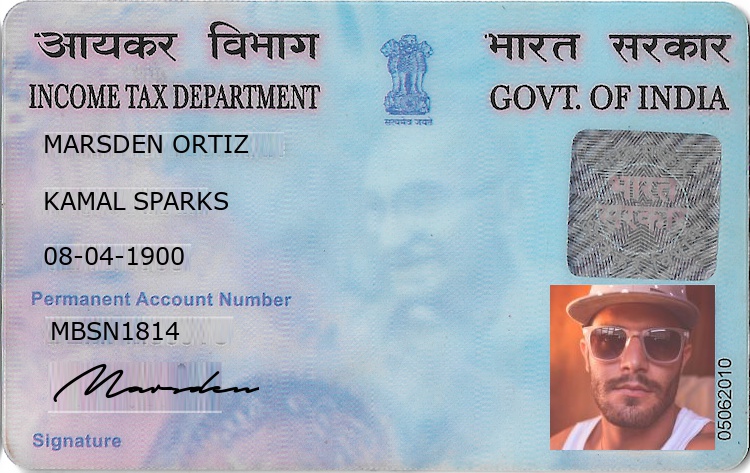 आयकर विभाग भारत सरकार
INCOME TAX DEPARTMENT GOVT. OF INDIA
सत्यमेव जयते
MARSDEN ORTIZ
KAMAL SPARKS
08-04-1900
भारत
सरकार
Permanent Account Number
MBSN1814
Marsden
Signature
05062010